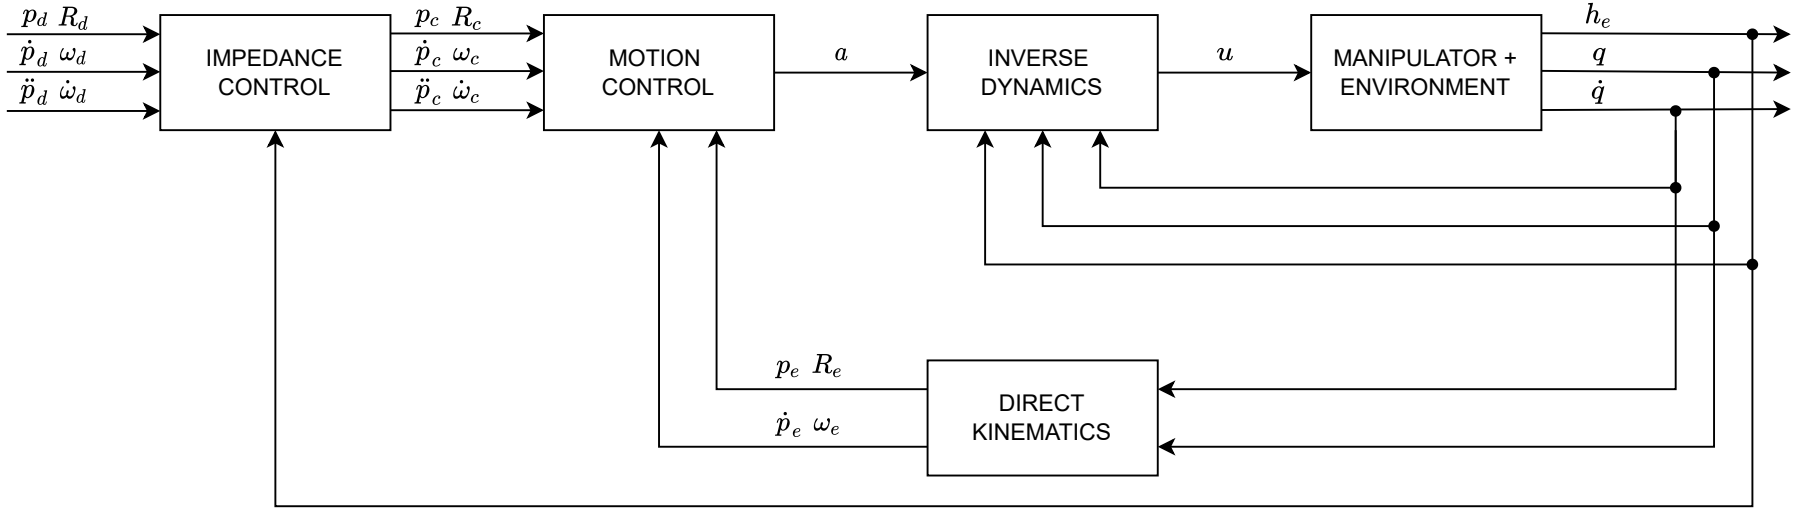 p_d R_d
ṗ_d ω_d
p̈_d ω̇_d
IMPEDANCE
CONTROL
p_c R_c
ṗ_c ω_c
p̈_c ω̇_c
MOTION
CONTROL
a
INVERSE
DYNAMICS
u
MANIPULATOR +
ENVIRONMENT
h_e
q
q̇
p_e R_e
ṗ_e ω_e
DIRECT
KINEMATICS